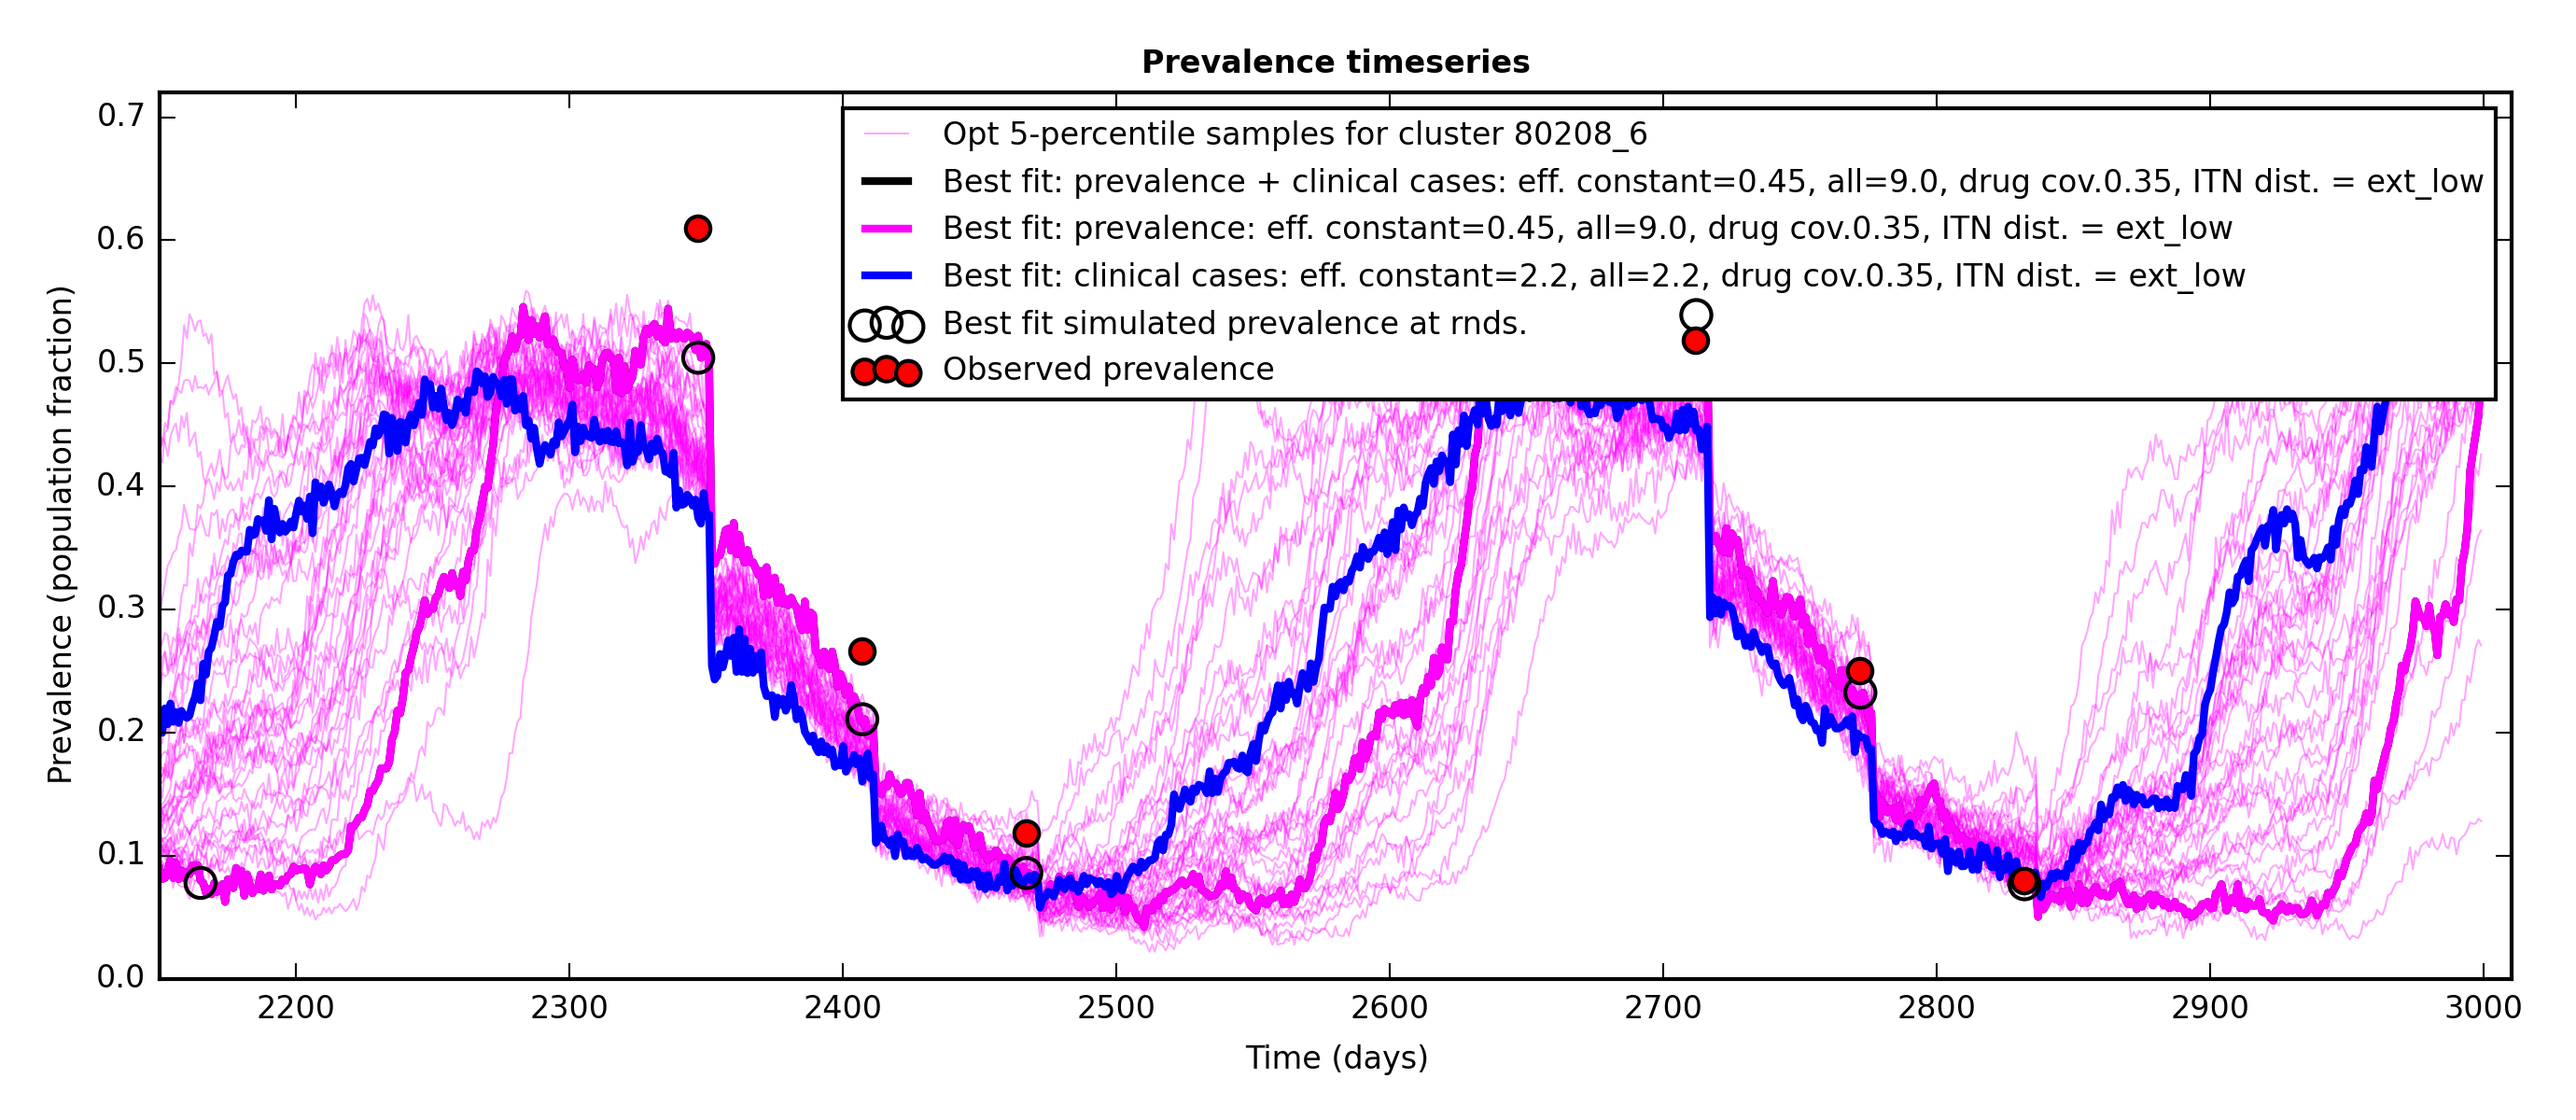 Prevalence timeseries
Opt 5-percentile samples for cluster 80208_6
Best fit: prevalence + clinical cases: eff. constant=0.45, all=9.0, drug cov.0.35, ITN dist. = ext_low
Best fit: prevalence: eff. constant=0.45, all=9.0, drug cov.0.35, ITN dist. = ext_low
Best fit: clinical cases: eff. constant=2.2, all=2.2, drug cov.0.35, ITN dist. = ext_low
Best fit simulated prevalence at rnds.
Observed prevalence
Prevalence (population fraction)
0.7
0.6
0.5
0.4
0.3
0.2
0.1
0.0
2200 2300 2400 2500 2600 2700 2800 2900 3000
Time (days)